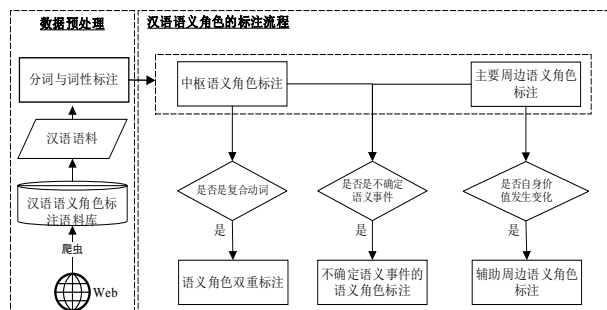 数据预处理
汉语语义角色的标注流程
分词与词性标注
汉语语料
汉语语义角色标
注语料库
爬虫
Web
中枢语义角色标注
主要周边语义角色
标注
是否是复合动词
是否是不确定
语义事件
是否自身价
值发生变化
是
是
是
语义角色双重标注
不确定语义事件的
语义角色标注
辅助周边语义角色
标注